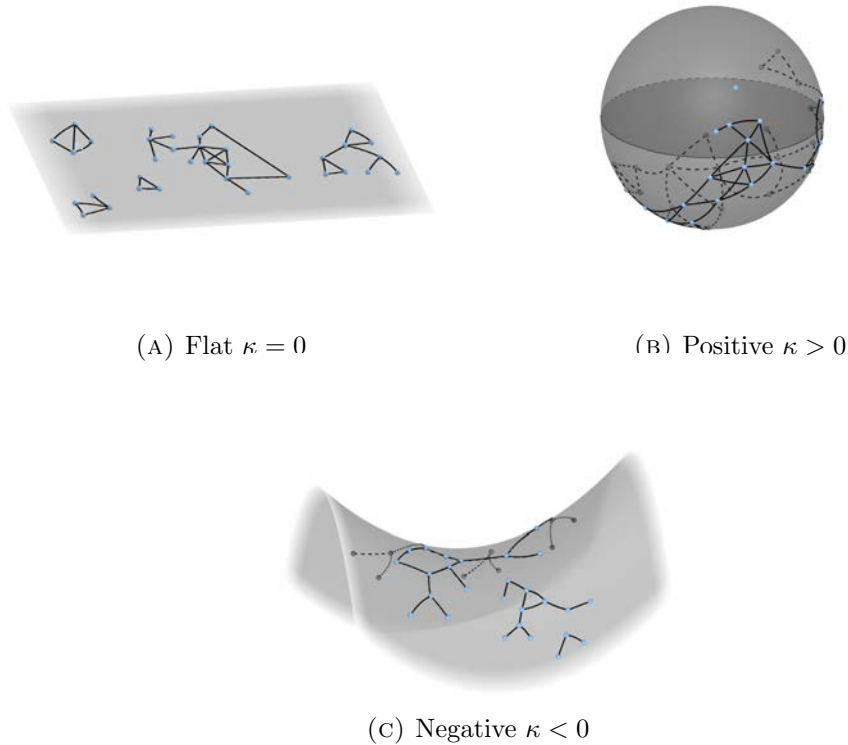 (A) Flat κ = 0
(B) Positive κ > 0
(C) Negative κ < 0